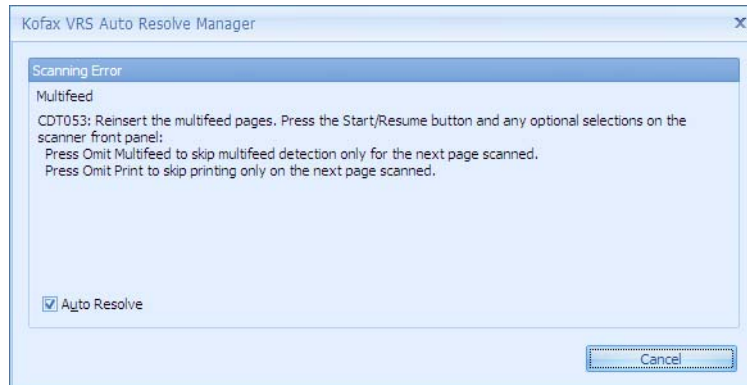 Kofax VRS Auto Resolve Manager
Scanning Error
Multifeed
CDT053: Reinsert the multifeed pages. Press the Start/Resume button and any optional selections on the
scanner front panel:
Press Omit Multifeed to skip multifeed detection only for the next page scanned.
Press Omit Print to skip printing only on the next page scanned.
Auto Resolve
Cancel